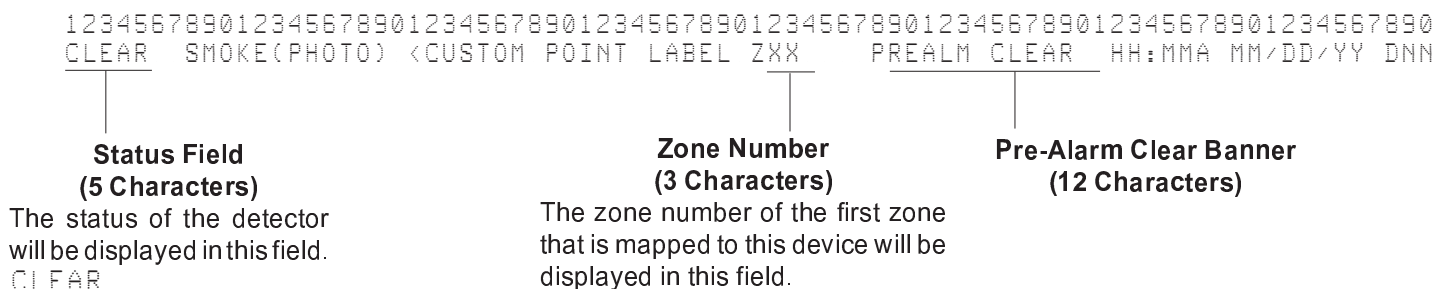 12345678901234567890123456789012345678901234567890123456789012345678901234567890
CLEAR  SMOKE(PHOTO) <CUSTOM POINT LABEL ZXX   PREALM CLEAR  HH:MMA MM/DD/YY DNN
Status Field
(5 Characters)
The status of the detector
will be displayed in this field.
CLEAR
Zone Number
(3 Characters)
The zone number of the first zone
that is mapped to this device will be
displayed in this field.
Pre-Alarm Clear Banner
(12 Characters)